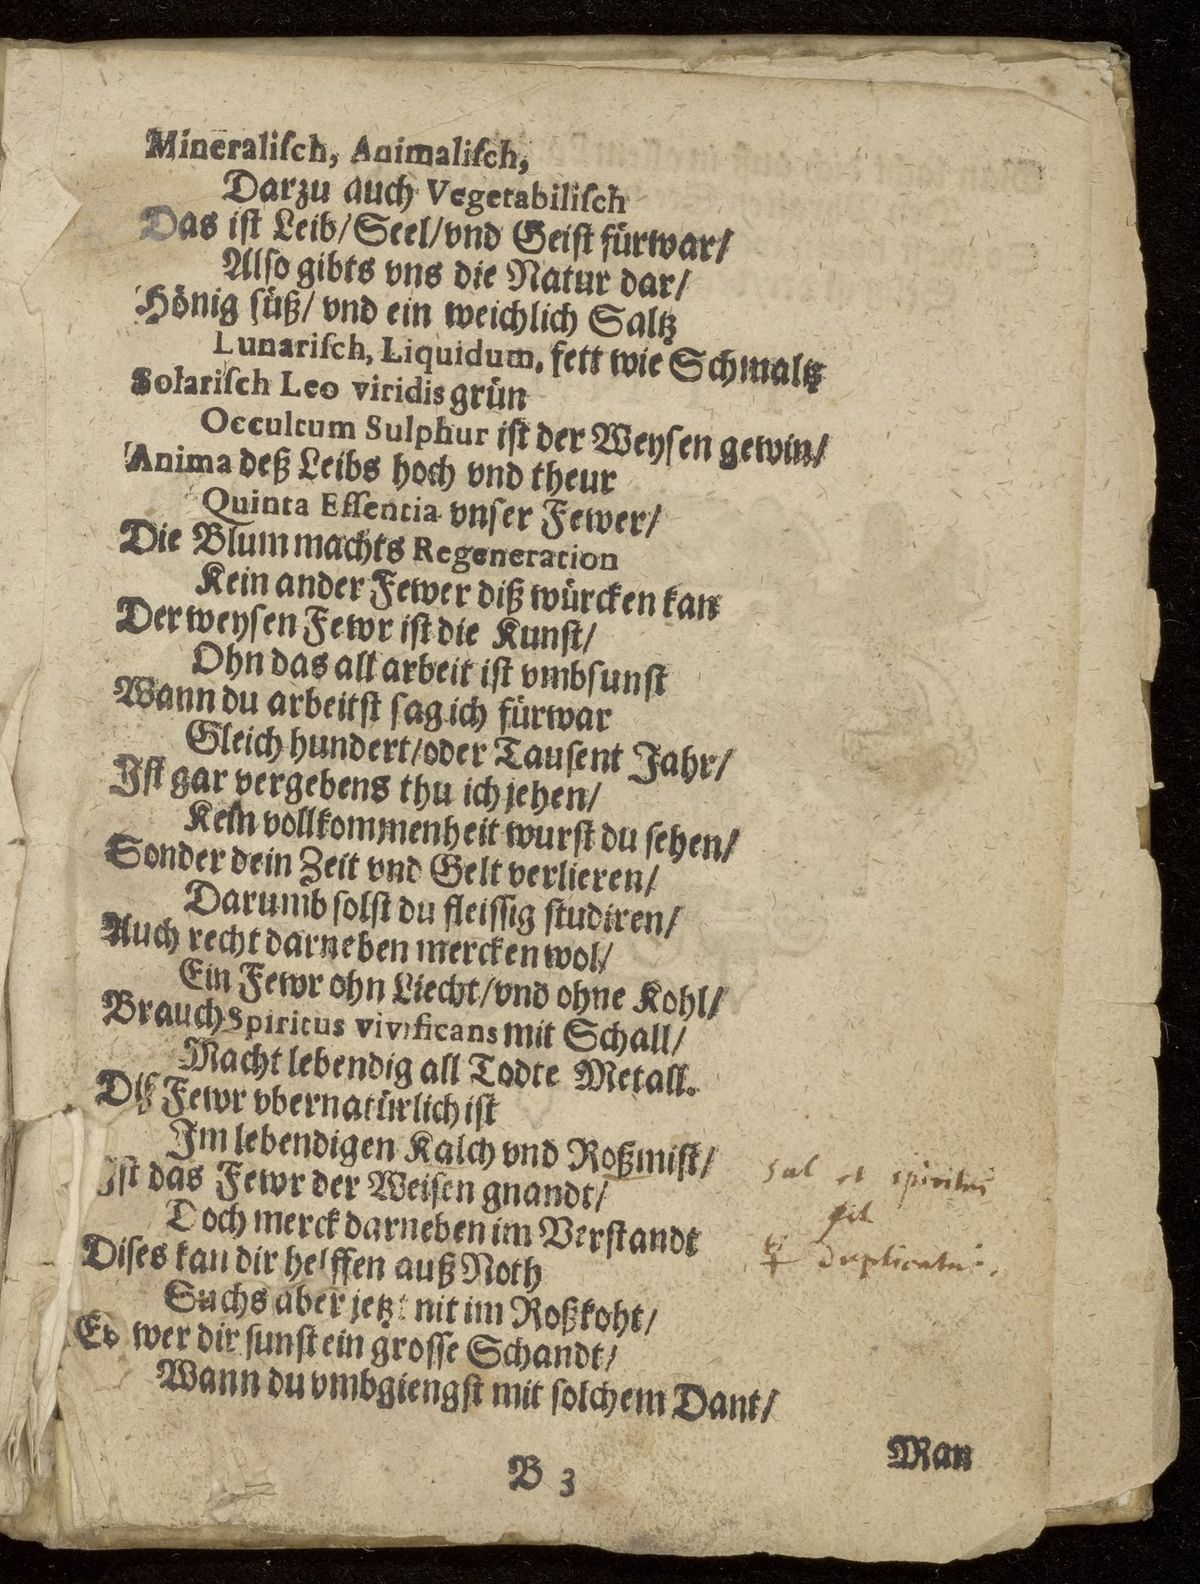 Mineraliſch, Animaliſch,
Darzu auch Vegetabiliſch
Das iſt Leib/Seel/vnd Geiſt fürwar/
Alſo gibts vns die Natur dar/
Hönig ſüß/ vnd ein weichlich Saltz
Lunariſch, Liquidum, fett wie Schmaltz
Solariſch Leo viridis grün
Occultum Sulphur iſt der Weyſen gewin/
Anima deß Leibs hoch vnd theur
Quinta Eſſentia vnſer Fewer/
Die Blum machts Regeneration
Kein ander Fewer diß würcken kan
Der weyſen Fewr iſt die Kunſt/
Ohn das all arbeit iſt vmbſunſt
Wann du arbeitſt ſag ich fürwar
Gleich hundert/oder Tauſent Jahr/
Iſt gar vergebens thu ich jehen/
Kein vollkommenheit wurſt du ſehen/
Sonder dein Zeit vnd Gelt verlieren/
Darumb ſolſt du fleiſſig ſtudiren/
Auch recht darneben mercken wol/
Ein Fewr ohn Liecht/vnd ohne Kohl/
Brauch Spiritus vivificans mit Schall/
Macht lebendig all Todte Metall.
Diß Fewr vbernatürlich iſt
Im lebendigen Kalch vnd Roßmiſt/
Iſt das Fewr der Weiſen gnandt/
Doch merck darneben im Verſtandt
Diſes kan dir helffen auß Noth
Suchs aber jetzt nit im Roßkoht/
Es wer dir ſunſt ein groſſe Schandt/
Wann du vmbgiengſt mit ſolchem Dant/
B 3
Man
sal et spiritus
fit
☿ duplicatus.